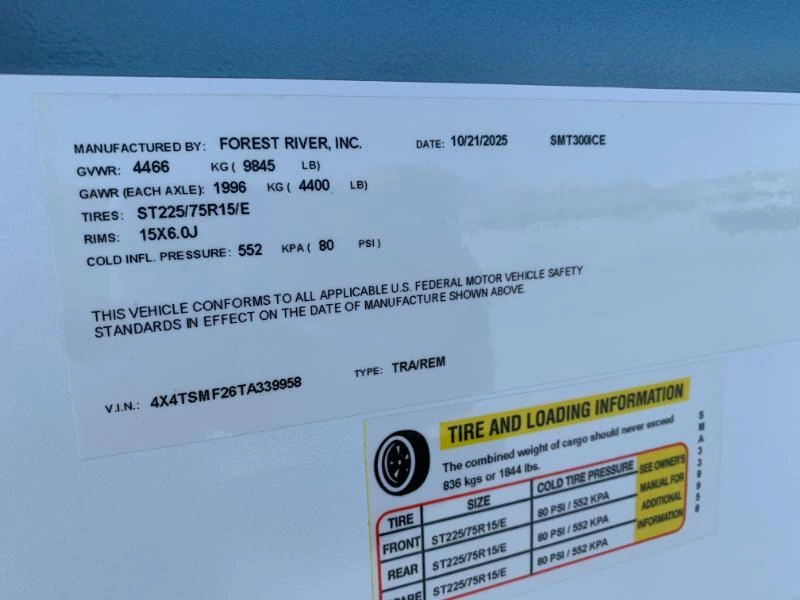 MANUFACTURED BY: FOREST RIVER, INC. DATE: 10/21/2025 SMT300ICE
GVWR: 4466 KG ( 9845 LB)
GAWR (EACH AXLE): 1996 KG ( 4400 LB)
TIRES: ST225/75R15/E
RIMS: 15X6.0J
COLD INFL. PRESSURE: 552 KPA ( 80 PSI )
THIS VEHICLE CONFORMS TO ALL APPLICABLE U.S. FEDERAL MOTOR VEHICLE SAFETY
STANDARDS IN EFFECT ON THE DATE OF MANUFACTURE SHOWN ABOVE.
V.I.N.: 4X4TSMF26TA339958 TYPE: TRA/REM
TIRE AND LOADING INFORMATION
The combined weight of cargo should never exceed
836 kgs or 1844 lbs.
TIRE SIZE COLD TIRE PRESSURE
FRONT ST225/75R15/E 80 PSI / 552 KPA
REAR ST225/75R15/E 80 PSI / 552 KPA
SPARE ST225/75R15/E 80 PSI / 552 KPA
SEE OWNER'S
MANUAL FOR
ADDITIONAL
INFORMATION
SMA339958